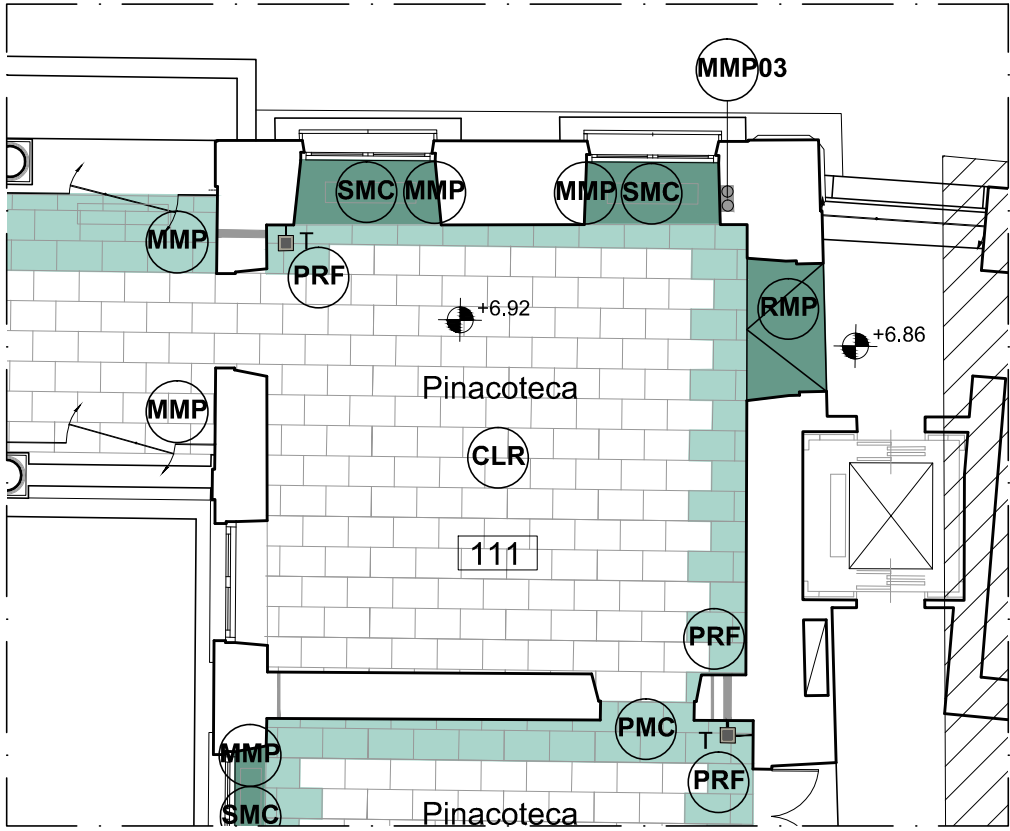 MMP03
SMC MMP MMP SMC
MMP T
PRF
RMP
+6.92
+6.86
Pinacoteca
MMP
CLR
111
PRF
PMC
T
MMP
PRF
SMC
Pinacoteca